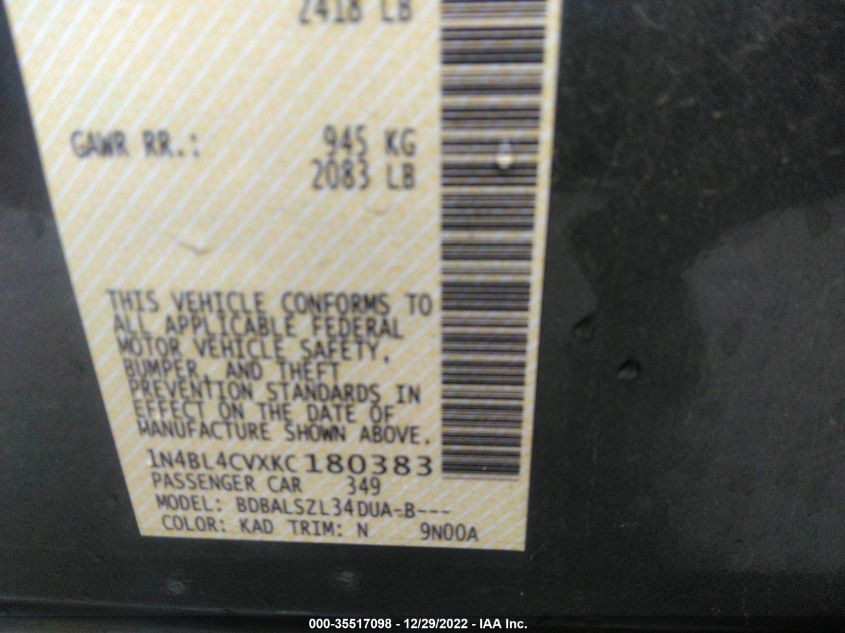 2418 LB
GAWR RR.: 945 KG
2083 LB
THIS VEHICLE CONFORMS TO
ALL APPLICABLE FEDERAL
MOTOR VEHICLE SAFETY,
BUMPER, AND THEFT
PREVENTION STANDARDS IN
EFFECT ON THE DATE OF
MANUFACTURE SHOWN ABOVE.
1N4BL4CVXKC180383
PASSENGER CAR 349
MODEL: BDBALSZL34DUA-B---
COLOR: KAD TRIM: N 9N00A
000-35517098 - 12/29/2022 - IAA Inc.